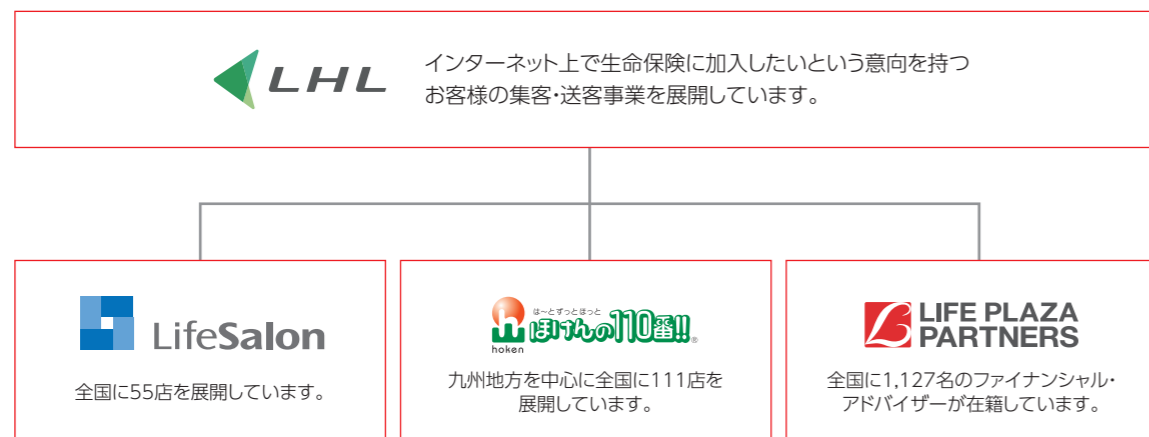 LHL
インターネット上で生命保険に加入したいという意向を持つ
お客様の集客・送客事業を展開しています。
LifeSalon
全国に55店を展開しています。
は〜とずっとほっと
ほけんの110番!!®
h
hoken
九州地方を中心に全国に111店を
展開しています。
L
LIFE PLAZA
PARTNERS
全国に1,127名のファイナンシャル・
アドバイザーが在籍しています。